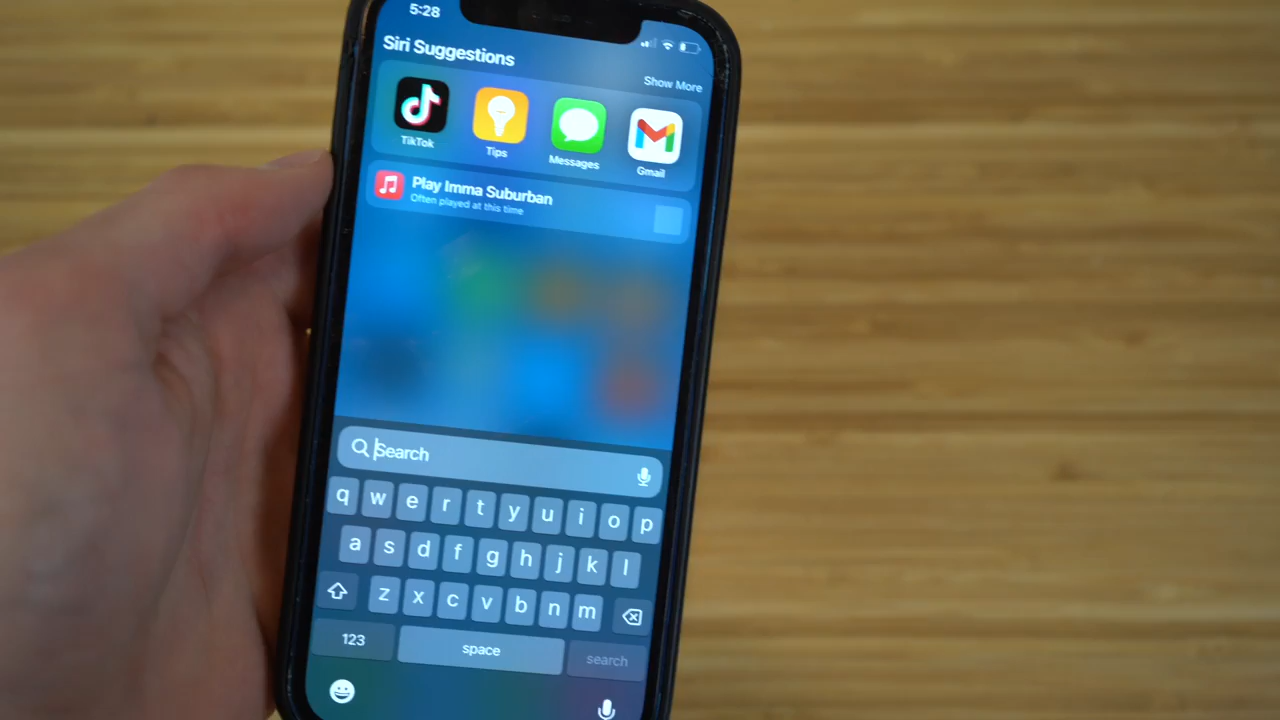 5:28
Siri Suggestions
Show More
TikTok
Tips
Messages
Gmail
Play Imma Suburban
Often played at this time
Search
q w e r t y u i o p
a s d f g h j k l
z x c v b n m
123 space search